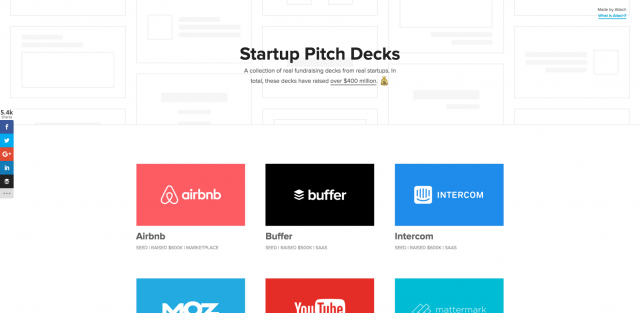 Made by Attach
What is Attach?
Startup Pitch Decks
A collection of real fundraising decks from real startups. In
total, these decks have raised over $400 million.
5.4k
Shares
airbnb
buffer
INTERCOM
Airbnb
Buffer
Intercom
SEED | RAISED $600K | MARKETPLACE
SEED | RAISED $500K | SAAS
SEED | RAISED $600K | SAAS
MOZ
YouTube
mattermark